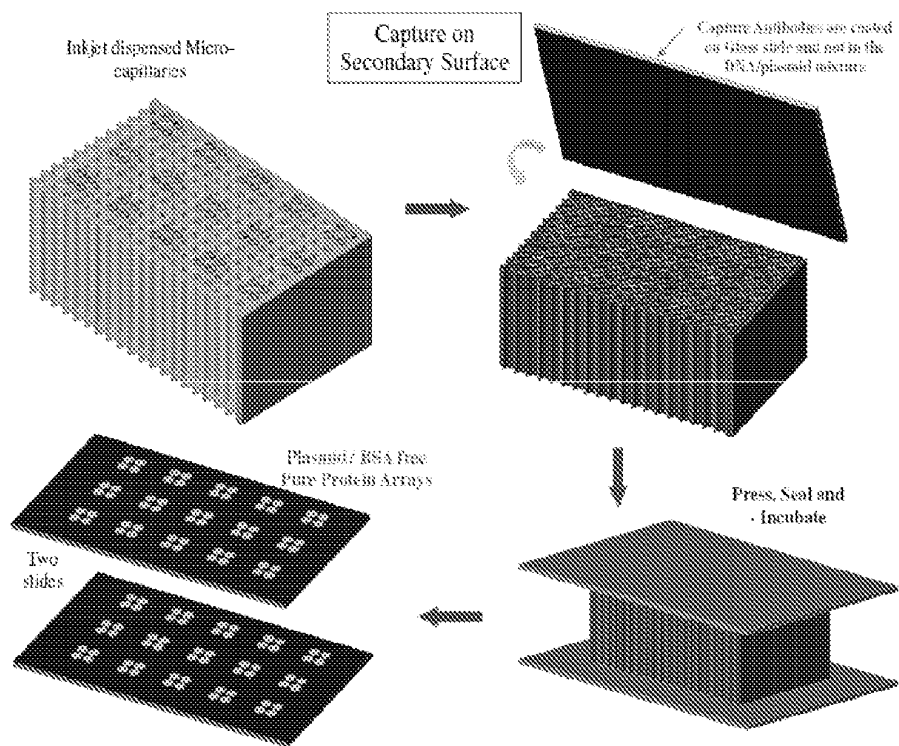 Inkjet dispensed Micro-
capillaries
Capture on
Secondary Surface
Capture Antibodies are coated
on Glass slide and not in the
DNA/plasmid mixture
Plasmid / BSA free
Pure Protein Arrays
Two
slides
Press, Seal and
- Incubate